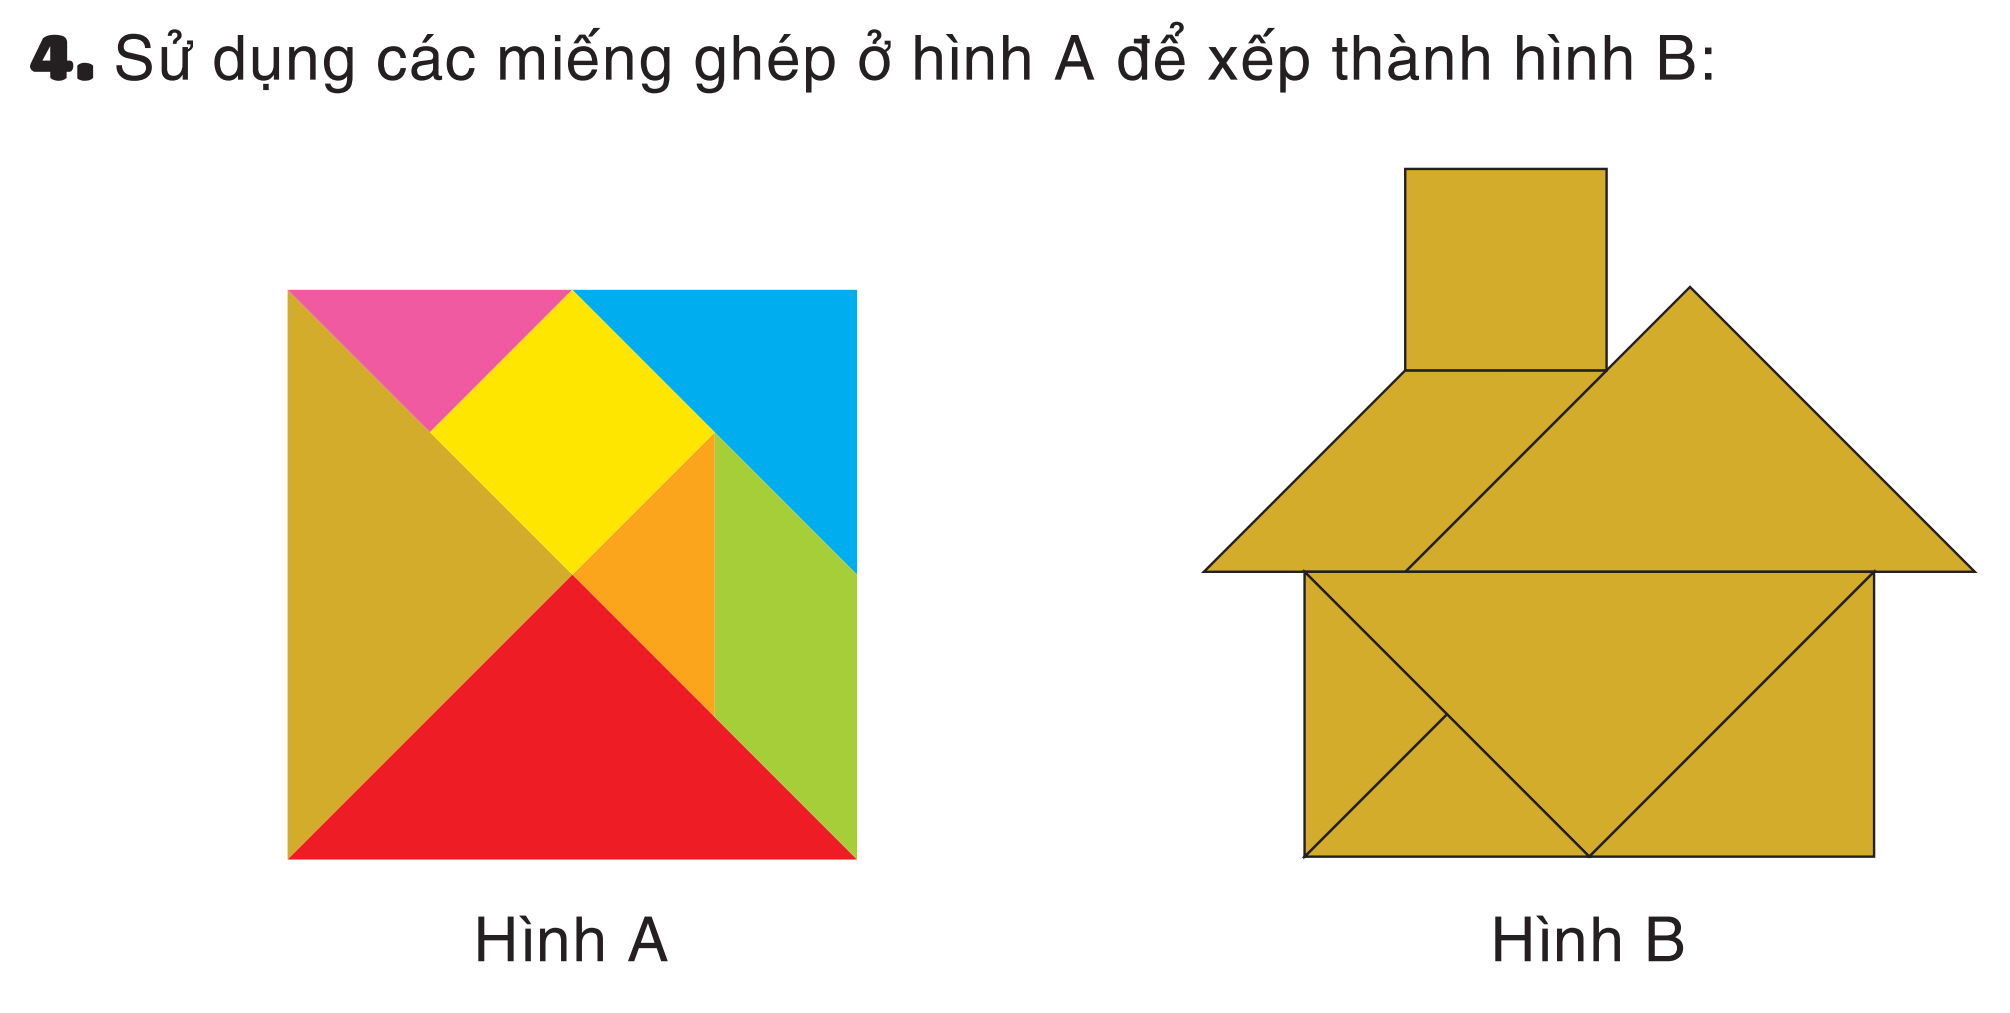 4. Sử dụng các miếng ghép ở hình A để xếp thành hình B:
Hình A
Hình B